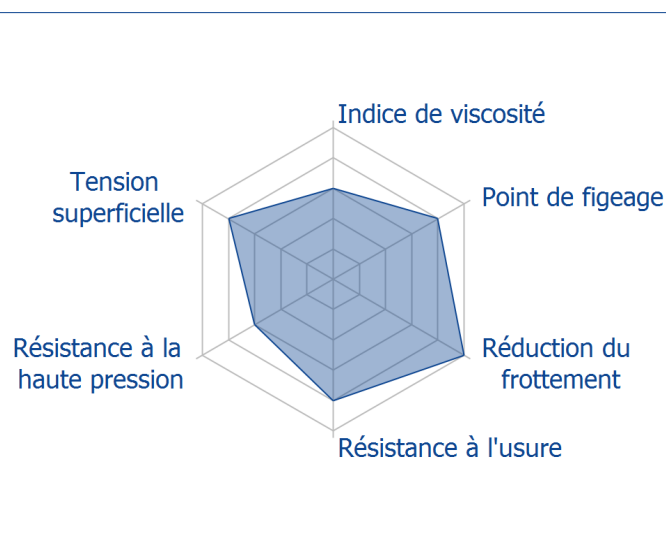 Indice de viscosité
Tension
superficielle
Point de figeage
Résistance à la
haute pression
Réduction du
frottement
Résistance à l'usure